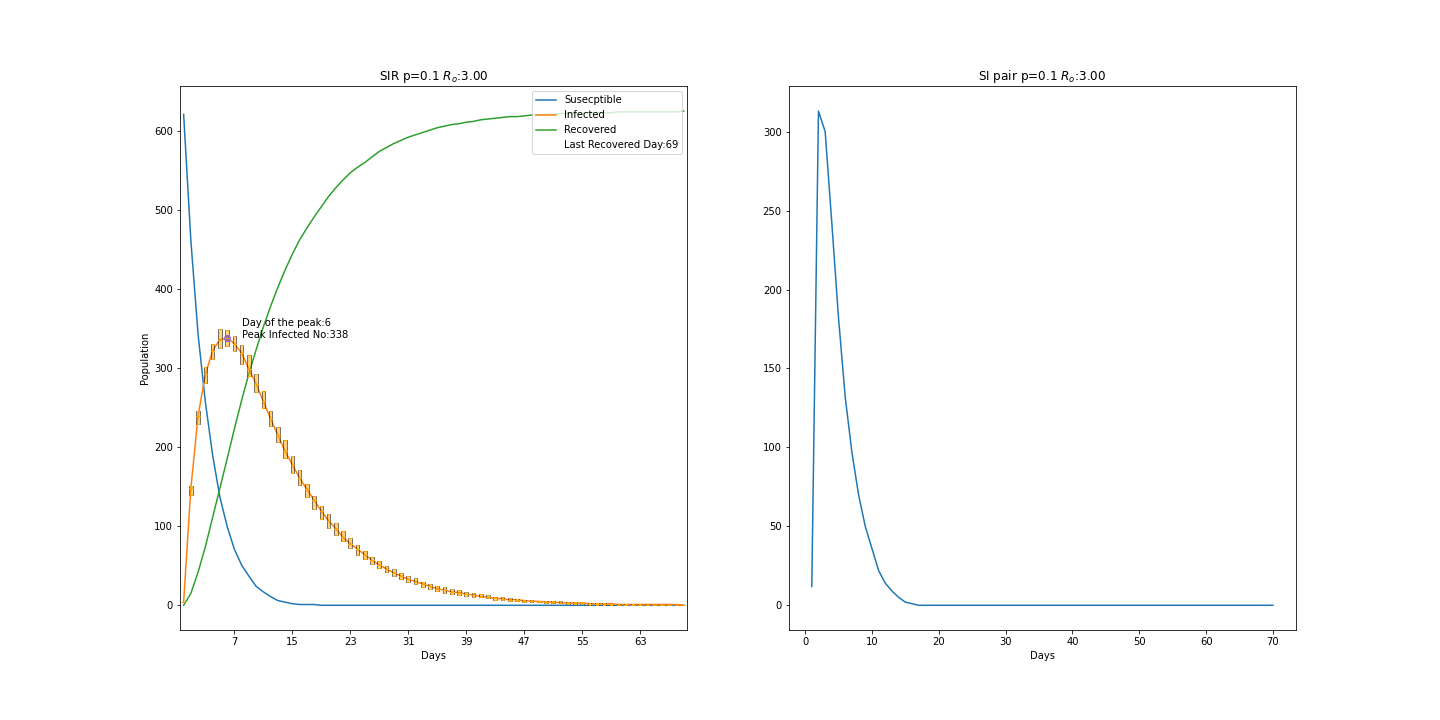 SIR p=0.1 Rₒ:3.00
Susecptible
Infected
Recovered
Last Recovered Day:69
Day of the peak:6
Peak Infected No:338
Population
600
500
400
300
200
100
0
7 15 23 31 39 47 55 63
Days
SI pair p=0.1 Rₒ:3.00
300
250
200
150
100
50
0
0 10 20 30 40 50 60 70
Days